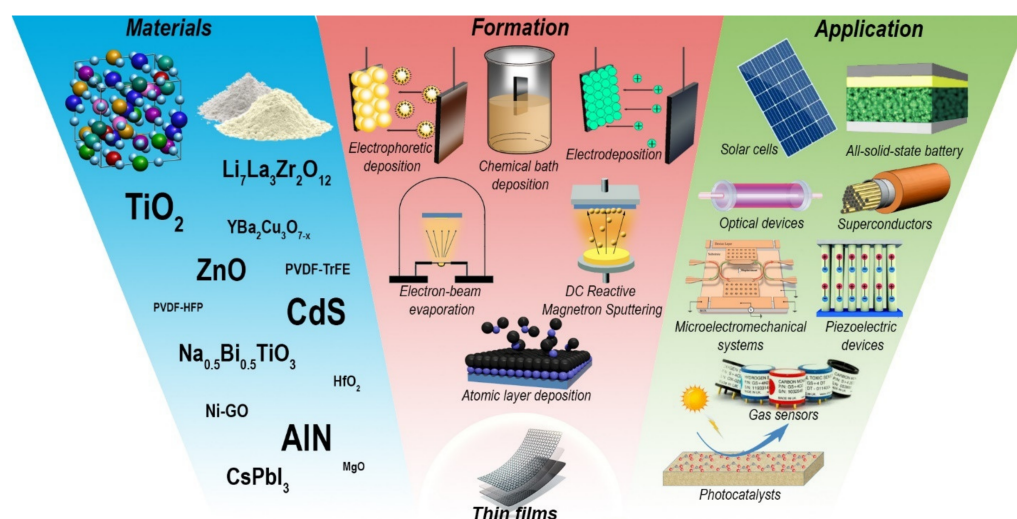 Materials
Li₇La₃Zr₂O₁₂
TiO₂
YBa₂Cu₃O₇₋ₓ
ZnO
PVDF-TrFE
PVDF-HFP
CdS
Na₀.₅Bi₀.₅TiO₃
HfO₂
Ni-GO
AlN
MgO
CsPbI₃
Formation
Electrophoretic
deposition
Chemical bath
deposition
Electrodeposition
Electron-beam
evaporation
DC Reactive
Magnetron Sputtering
Atomic layer deposition
Thin films
Application
Solar cells
All-solid-state battery
Optical devices
Superconductors
Microelectromechanical
systems
Piezoelectric
devices
Gas sensors
Photocatalysts